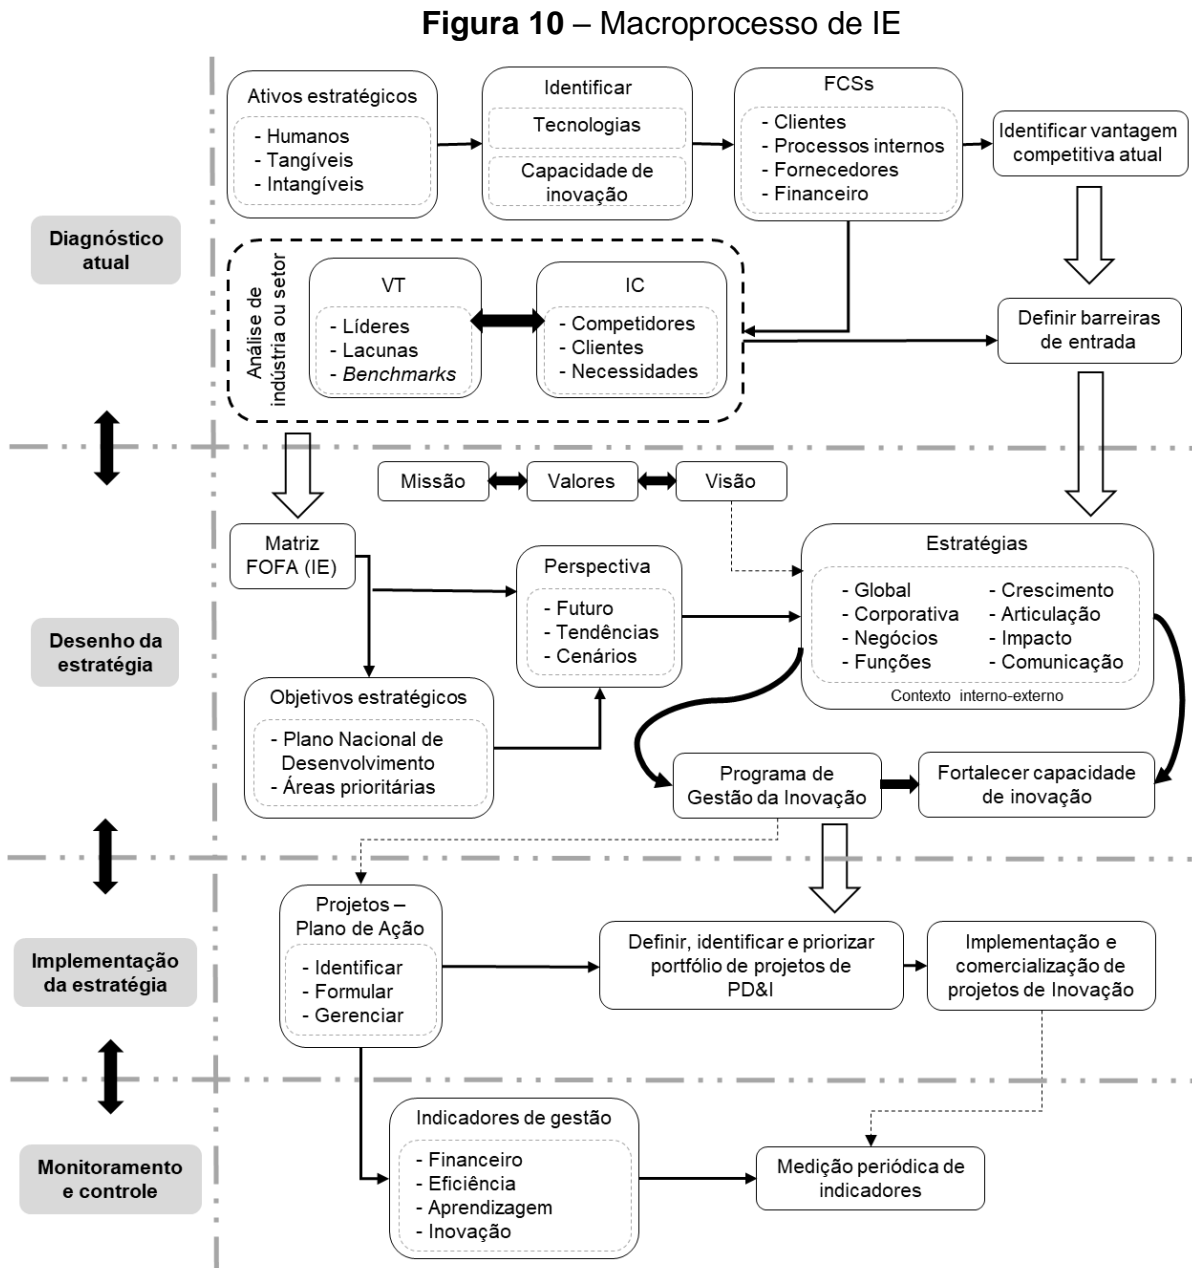 Figura 10 – Macroprocesso de IE
Diagnóstico
atual
Ativos estratégicos
- Humanos
- Tangíveis
- Intangíveis
Identificar
Tecnologias
Capacidade de
inovação
FCSs
- Clientes
- Processos internos
- Fornecedores
- Financeiro
Identificar vantagem
competitiva atual
Análise de
indústria ou setor
VT
- Líderes
- Lacunas
- Benchmarks
IC
- Competidores
- Clientes
- Necessidades
Definir barreiras
de entrada
Desenho da
estratégia
Missão
Valores
Visão
Matriz
FOFA (IE)
Perspectiva
- Futuro
- Tendências
- Cenários
Estratégias
- Global
- Corporativa
- Negócios
- Funções
- Crescimento
- Articulação
- Impacto
- Comunicação
Contexto interno-externo
Objetivos estratégicos
- Plano Nacional de
Desenvolvimento
- Áreas prioritárias
Programa de
Gestão da Inovação
Fortalecer capacidade
de inovação
Implementação
da estratégia
Projetos –
Plano de Ação
- Identificar
- Formular
- Gerenciar
Definir, identificar e priorizar
portfólio de projetos de
PD&I
Implementação e
comercialização de
projetos de Inovação
Monitoramento
e controle
Indicadores de gestão
- Financeiro
- Eficiência
- Aprendizagem
- Inovação
Medição periódica de
indicadores